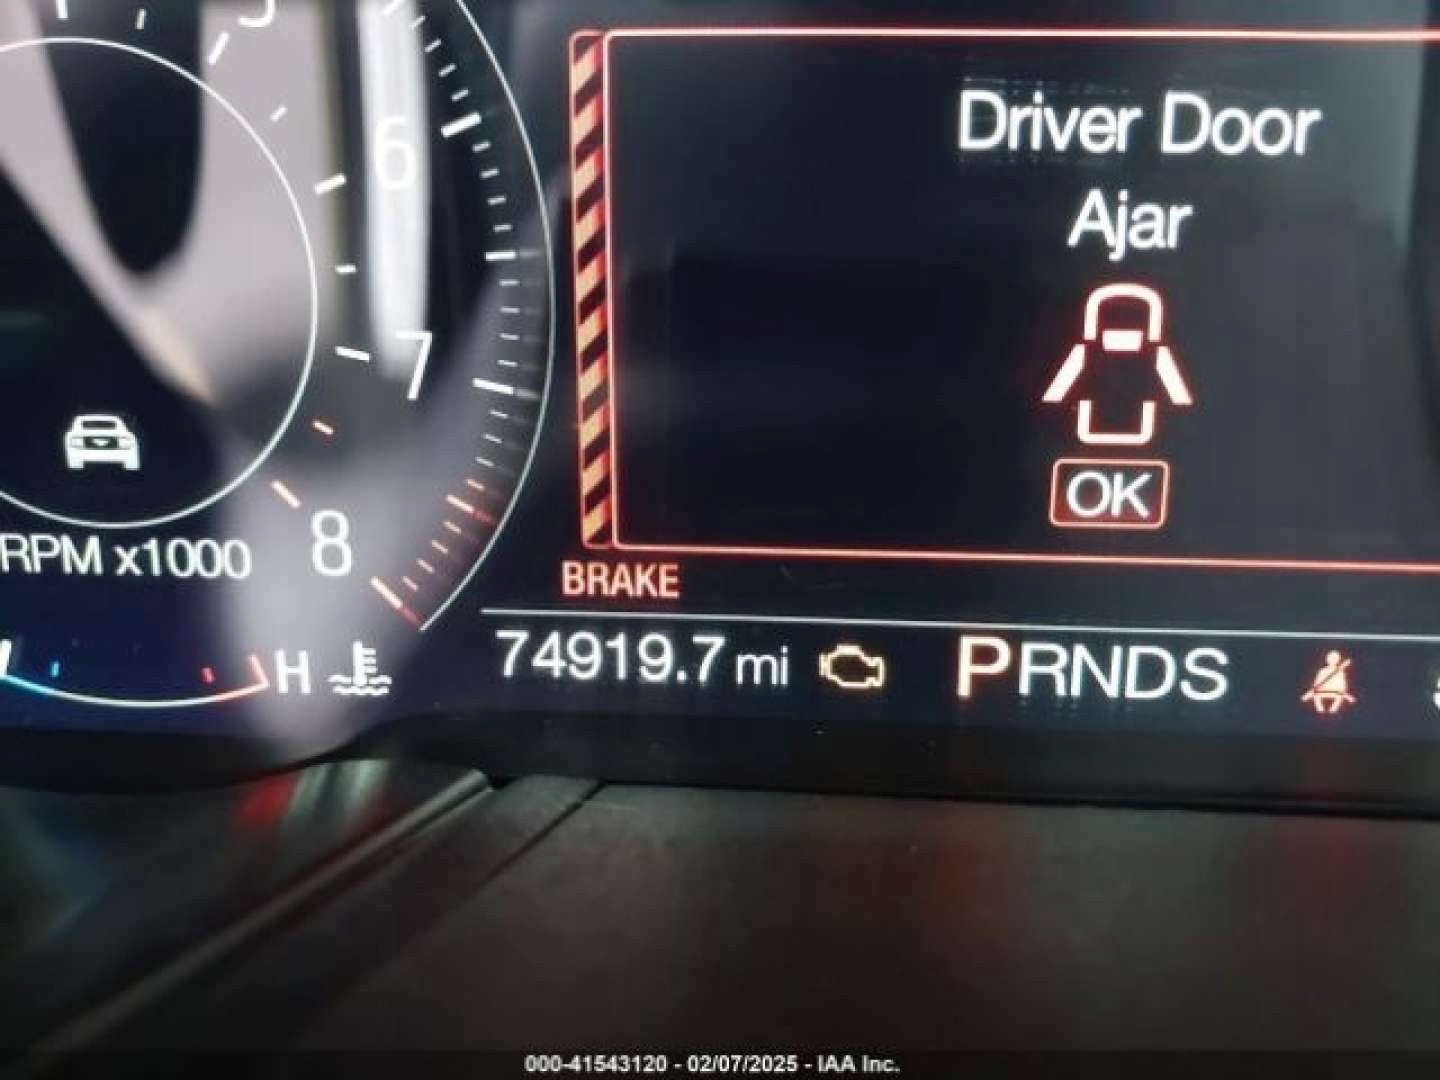 5
6
7
8
RPM x1000
H
Driver Door
Ajar
OK
BRAKE
74919.7 mi
PRNDS
000-41543120 - 02/07/2025 - IAA Inc.